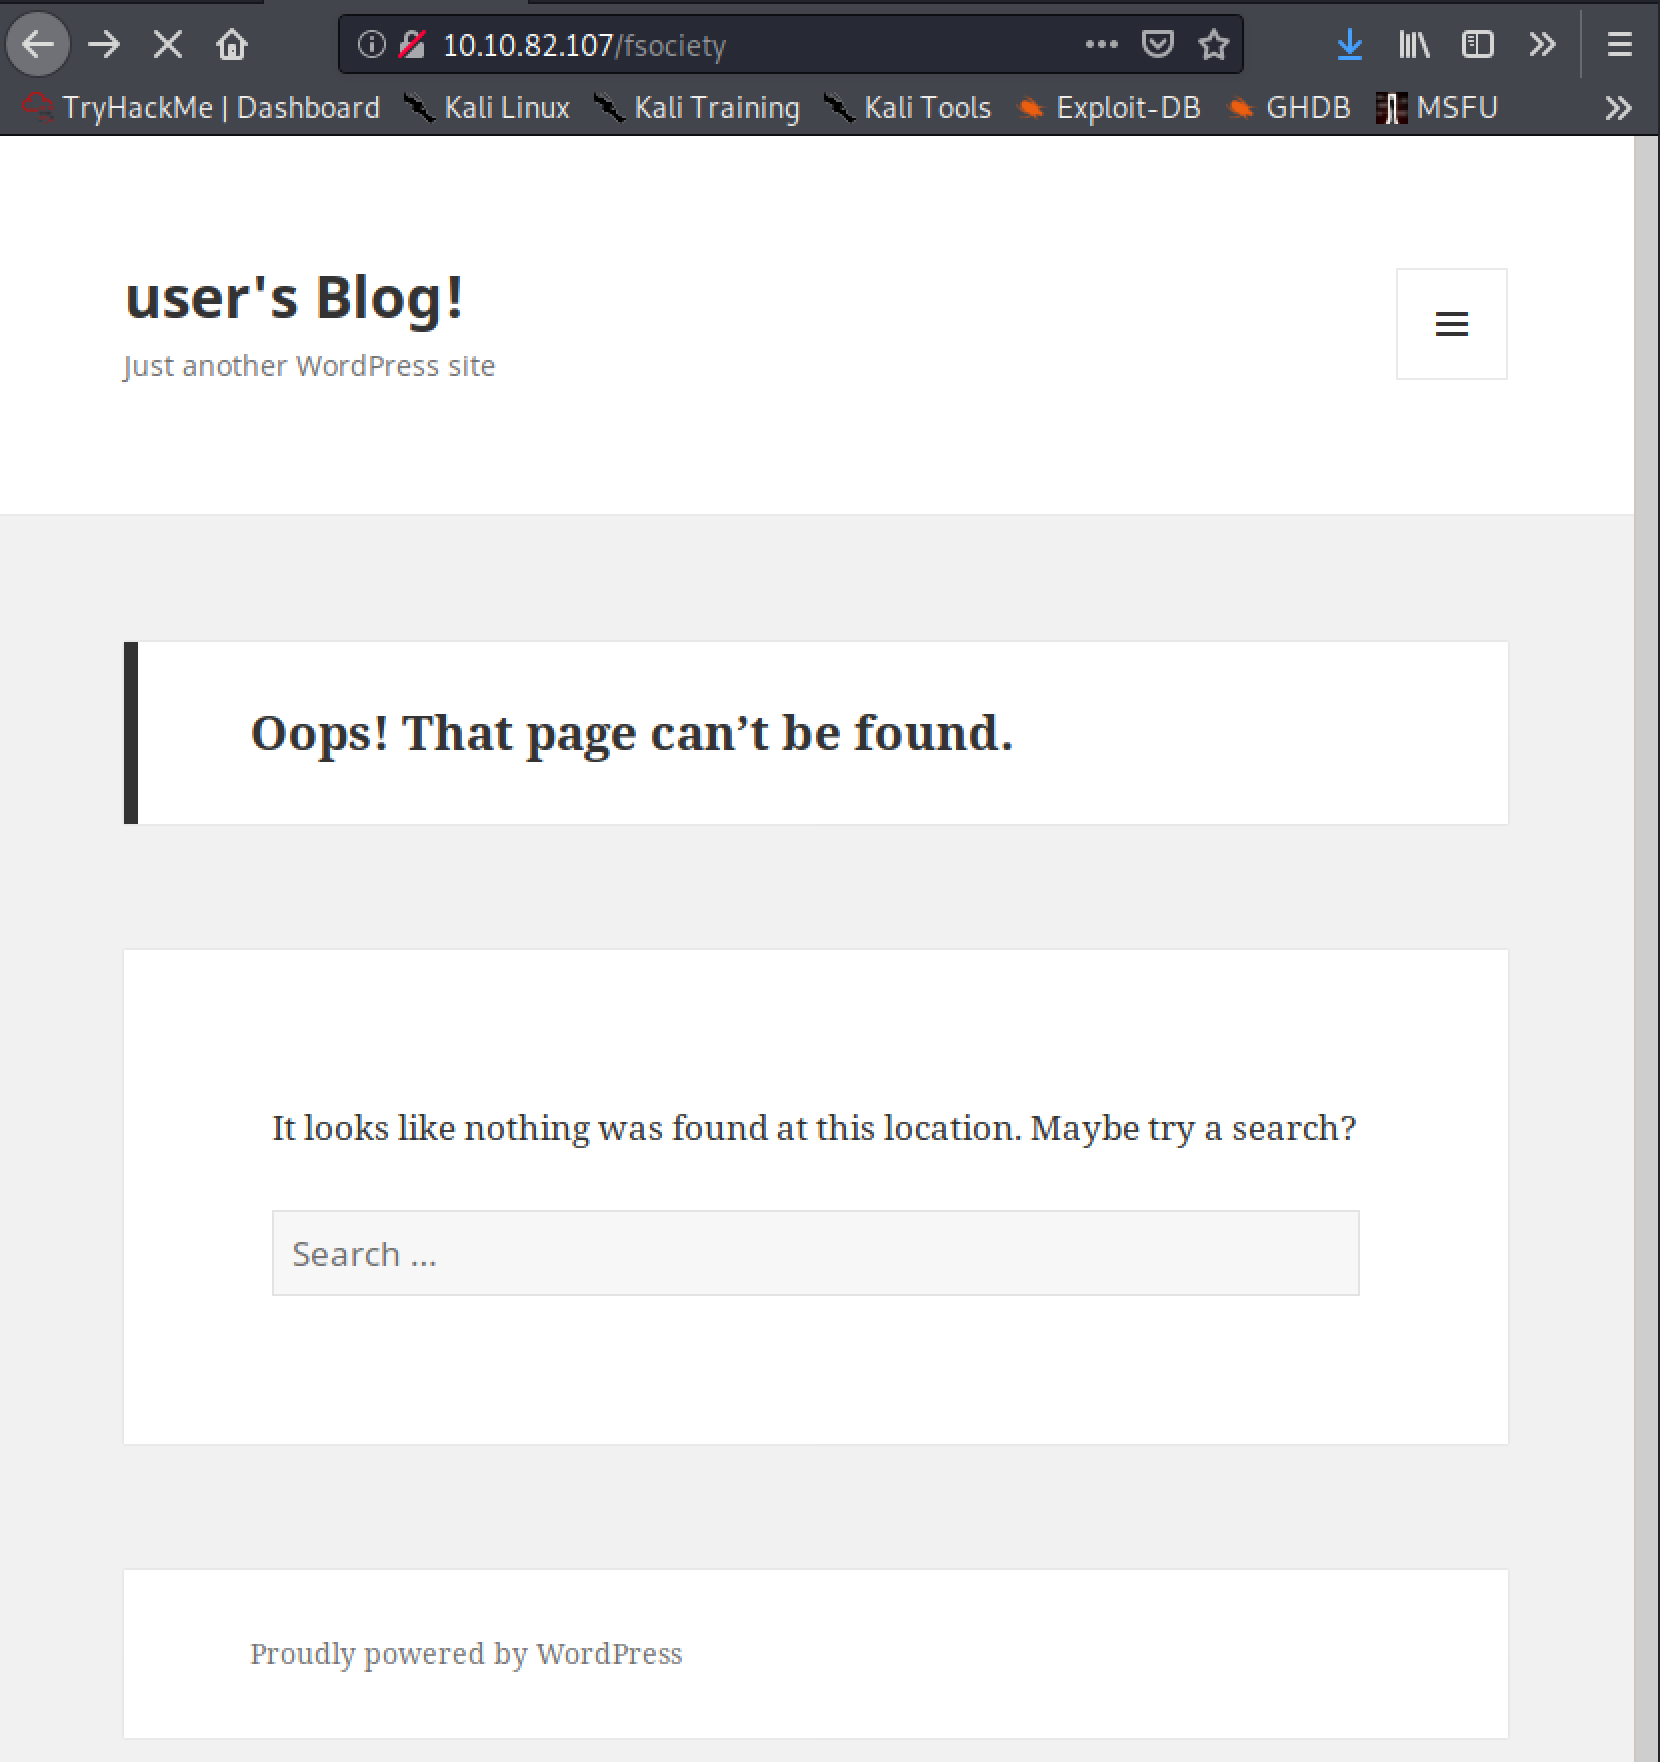 10.10.82.107/fsociety
TryHackMe | Dashboard Kali Linux Kali Training Kali Tools Exploit-DB GHDB MSFU
user's Blog!
Just another WordPress site
Oops! That page can’t be found.
It looks like nothing was found at this location. Maybe try a search?
Search ...
Proudly powered by WordPress